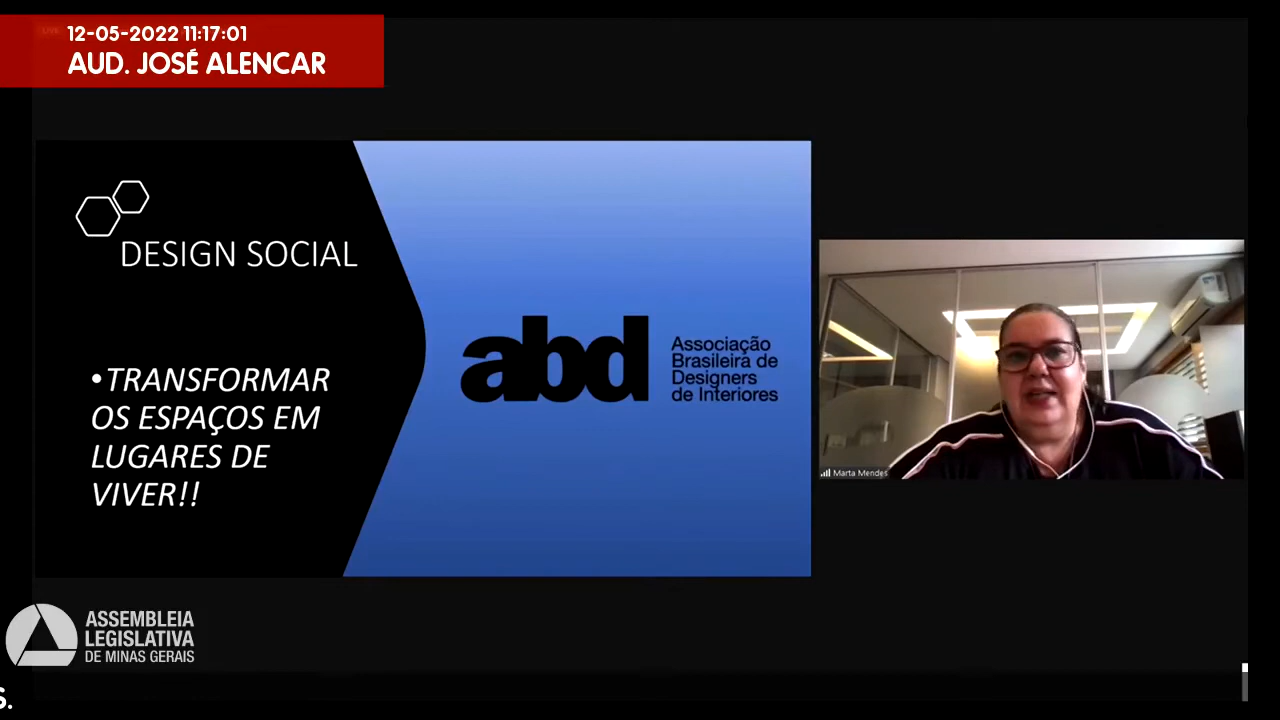 12-05-2022 11:17:01
AUD. JOSÉ ALENCAR
DESIGN SOCIAL
•TRANSFORMAR
OS ESPAÇOS EM
LUGARES DE
VIVER!!
abd
Associação
Brasileira de
Designers
de Interiores
Marta Mendes
ASSEMBLEIA
LEGISLATIVA
DE MINAS GERAIS
S.